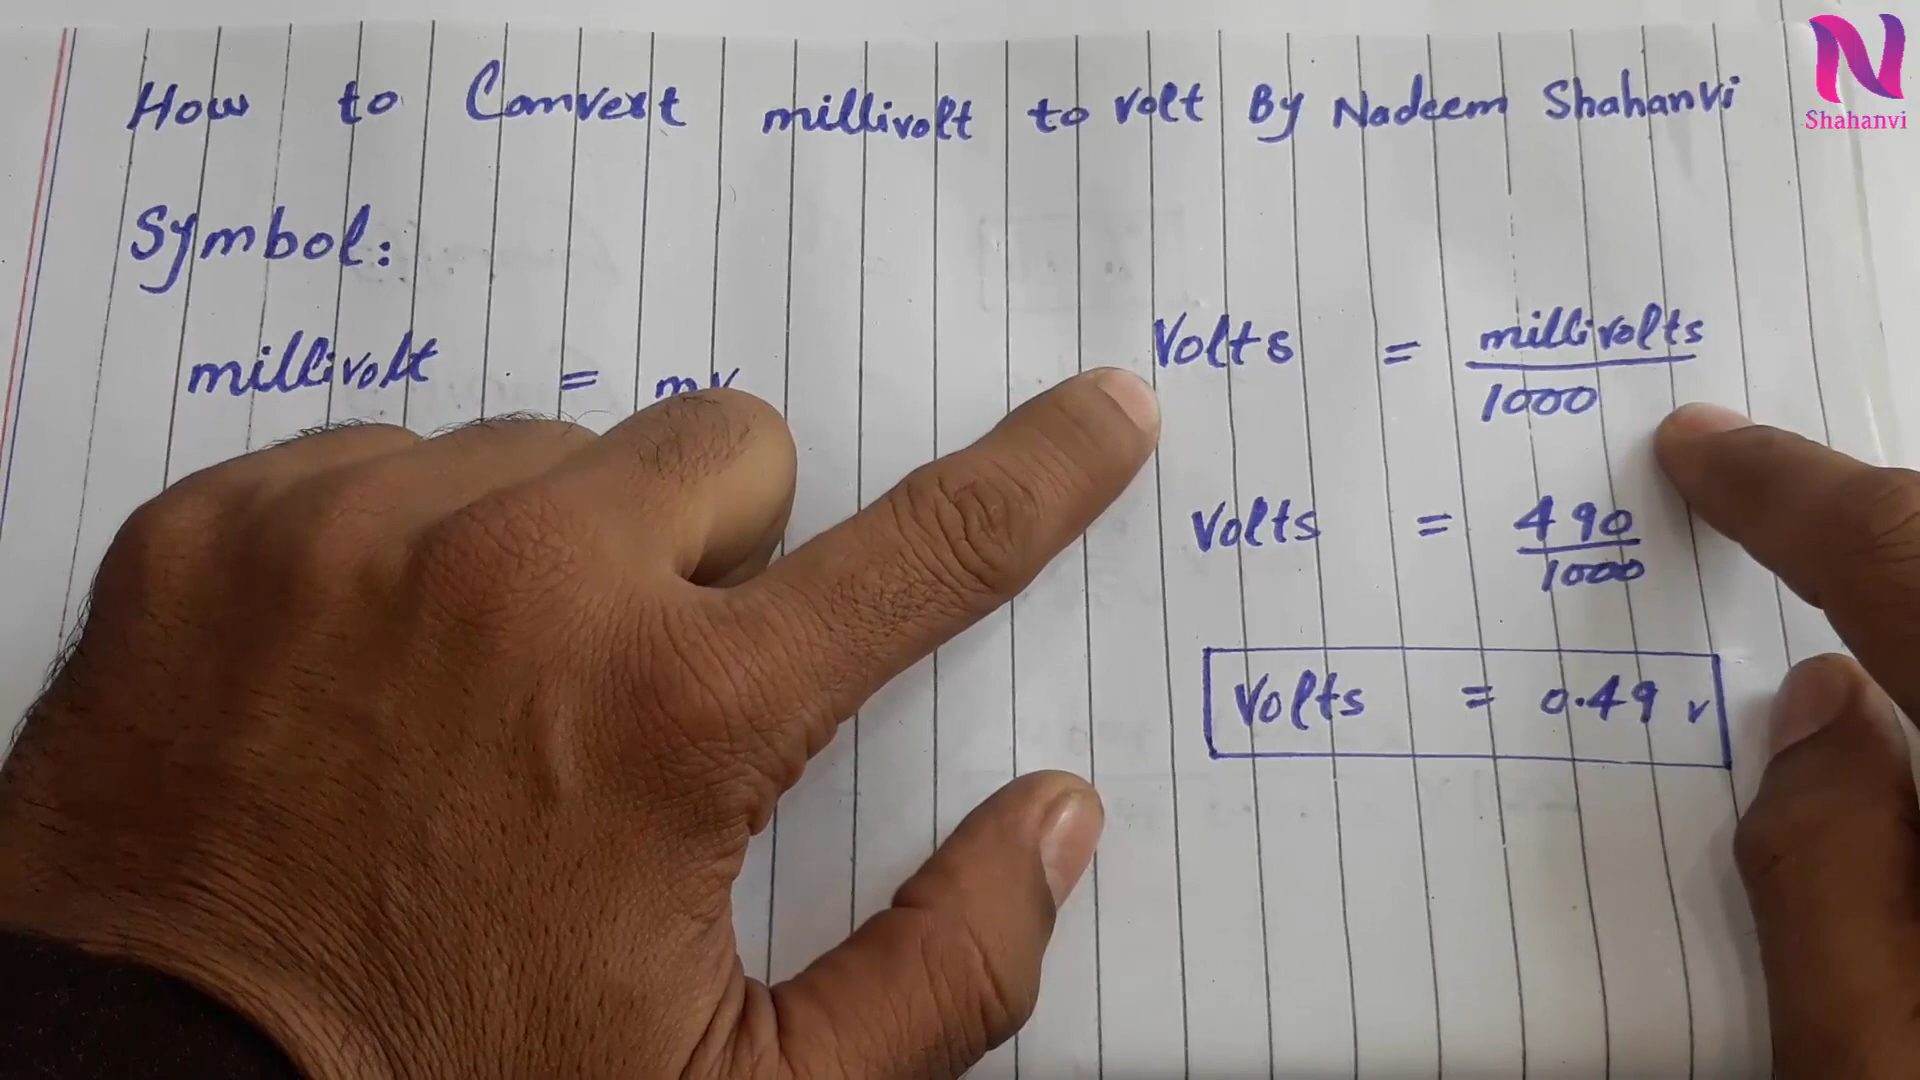 How to Convert millivolt to volt By Nadeem Shahanvi
Symbol:
millivolt = mv
Volts = millivolts
1000
Volts = 490
1000
Volts = 0.49 v
N
Shahanvi